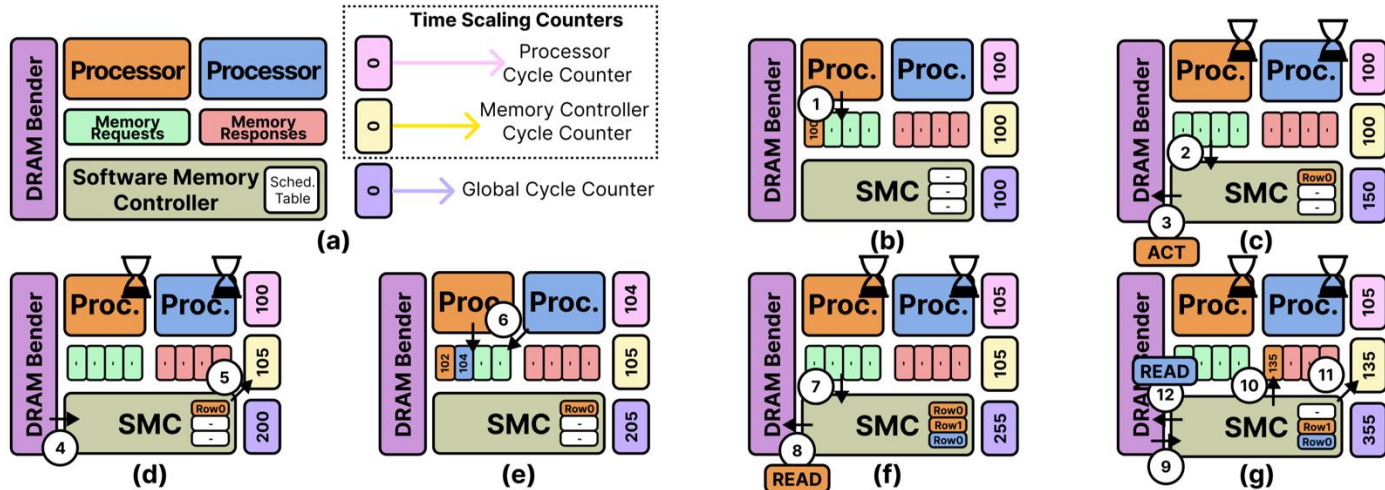 Time Scaling Counters
DRAM Bender
Processor
Processor
Memory
Requests
Memory
Responses
Software Memory
Controller
Sched.
Table
0
Processor
Cycle Counter
0
Memory Controller
Cycle Counter
0
Global Cycle Counter
(a)
DRAM Bender
Proc.
Proc.
1
100
-
-
-
-
-
-
-
SMC
-
-
-
100
100
100
(b)
DRAM Bender
Proc.
Proc.
-
-
-
-
-
-
-
-
2
SMC
Row0
-
-
3
ACT
100
100
150
(c)
DRAM Bender
Proc.
Proc.
-
-
-
-
-
-
-
-
5
SMC
Row0
-
-
4
100
105
200
(d)
DRAM Bender
Proc.
Proc.
6
102
104
-
-
-
-
-
-
SMC
Row0
-
-
104
105
205
(e)
DRAM Bender
Proc.
Proc.
-
-
-
-
-
-
-
-
7
SMC
Row0
Row1
Row0
8
READ
105
105
255
(f)
DRAM Bender
Proc.
Proc.
READ
-
-
-
-
135
-
-
-
10
11
12
SMC
-
Row1
Row0
9
105
135
355
(g)